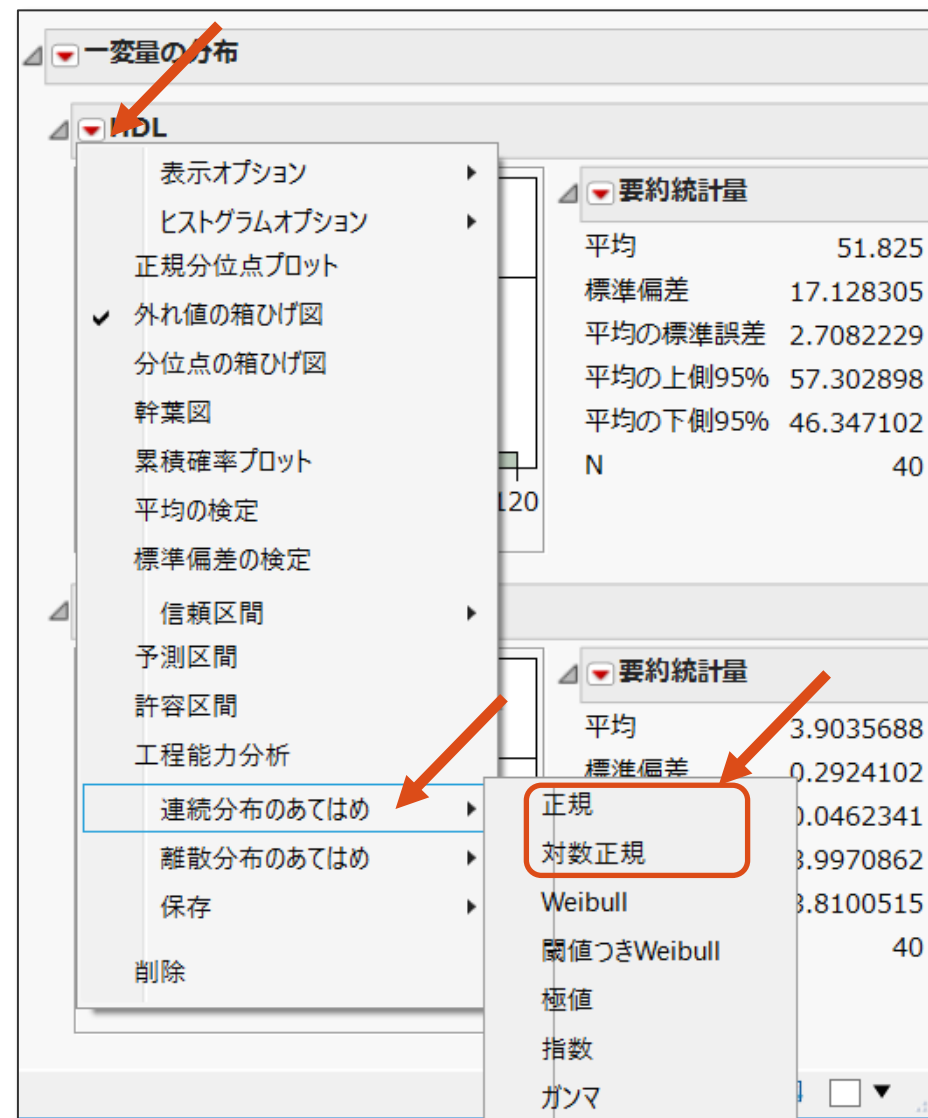 一変量の分布
HDL
表示オプション
ヒストグラムオプション
正規分位点プロット
外れ値の箱ひげ図
分位点の箱ひげ図
幹葉図
累積確率プロット
平均の検定
標準偏差の検定
信頼区間
予測区間
許容区間
工程能力分析
連続分布のあてはめ
離散分布のあてはめ
保存
削除
120
要約統計量
平均 51.825
標準偏差 17.128305
平均の標準誤差 2.7082229
平均の上側95% 57.302898
平均の下側95% 46.347102
N 40
要約統計量
平均 3.9035688
標準偏差 0.2924102
0.0462341
3.9970862
3.8100515
40
正規
対数正規
Weibull
閾値つきWeibull
極値
指数
ガンマ